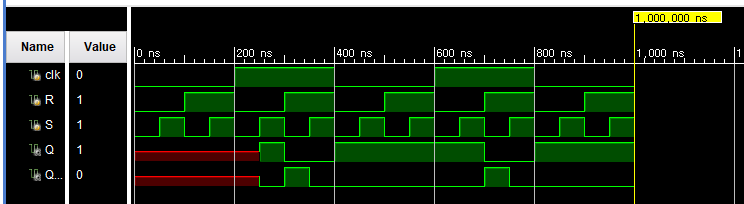 1,000,000 ns
Name Value
0 ns 200 ns 400 ns 600 ns 800 ns 1,000 ns 1
clk 0
R 1
S 1
Q 1
Q... 0